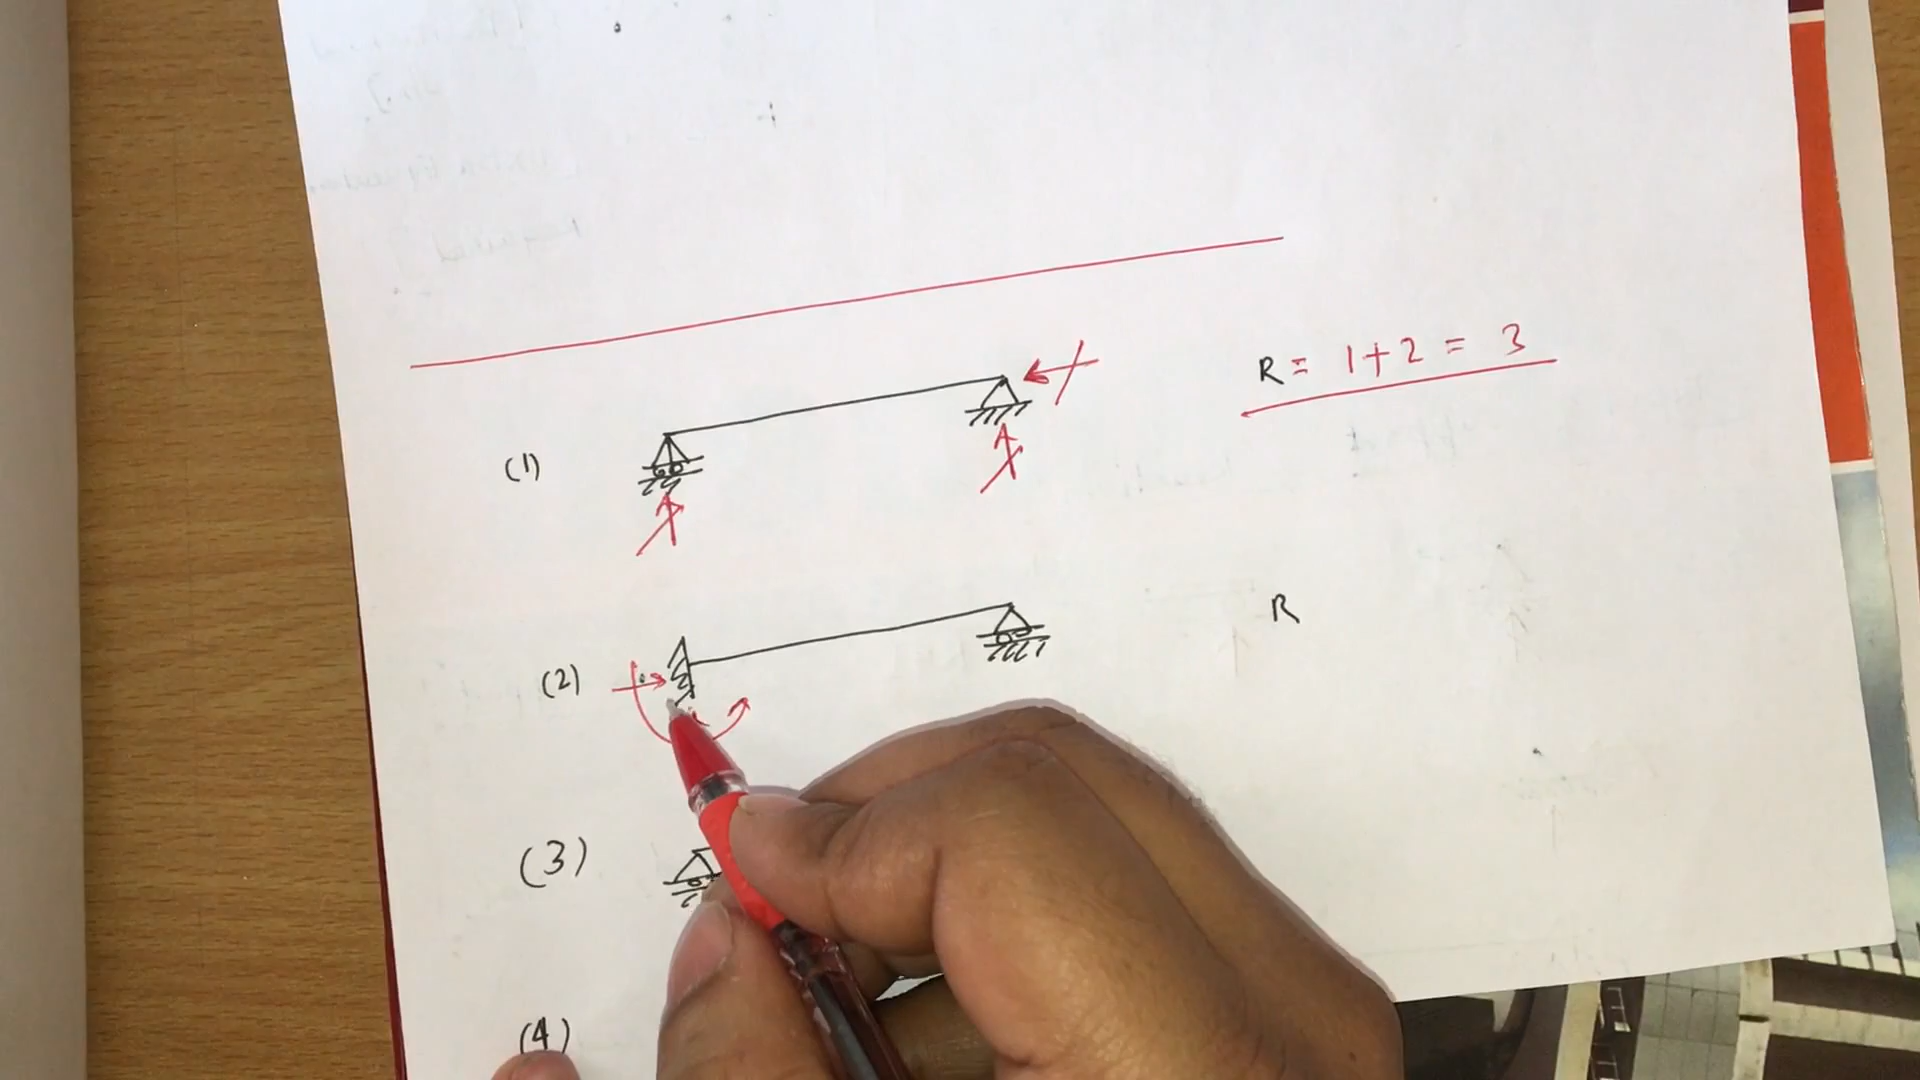 (1)
R = 1+2 = 3
(2)
R
(3)
(4)